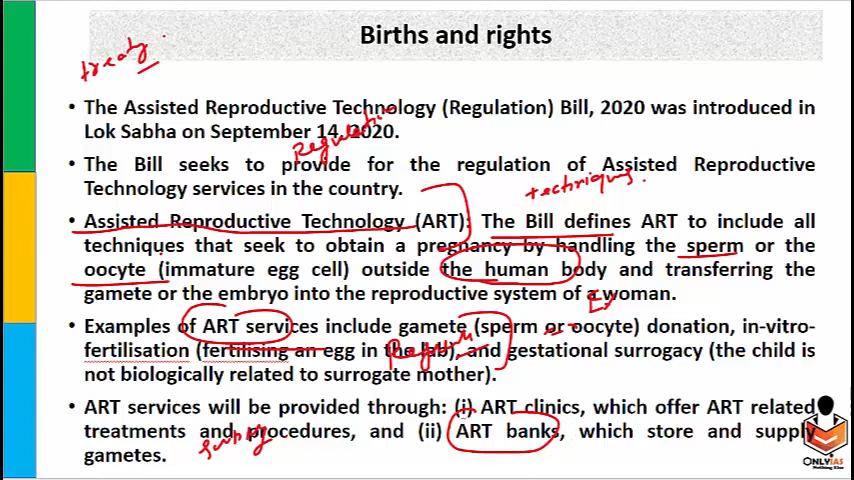 Births and rights
treaty
• The Assisted Reproductive Technology (Regulation) Bill, 2020 was introduced in
Lok Sabha on September 14, 2020.
Regulation
• The Bill seeks to provide for the regulation of Assisted Reproductive
Technology services in the country.
techniques.
• Assisted Reproductive Technology (ART): The Bill defines ART to include all
techniques that seek to obtain a pregnancy by handling the sperm or the
oocyte (immature egg cell) outside the human body and transferring the
gamete or the embryo into the reproductive system of a woman.
• Examples of ART services include gamete (sperm or oocyte) donation, in-vitro-
fertilisation (fertilising an egg in the lab), and gestational surrogacy (the child is
not biologically related to surrogate mother).
• ART services will be provided through: (i) ART clinics, which offer ART related
treatments and procedures, and (ii) ART banks, which store and supply
gametes.
ONLYIAS
Nothing Else